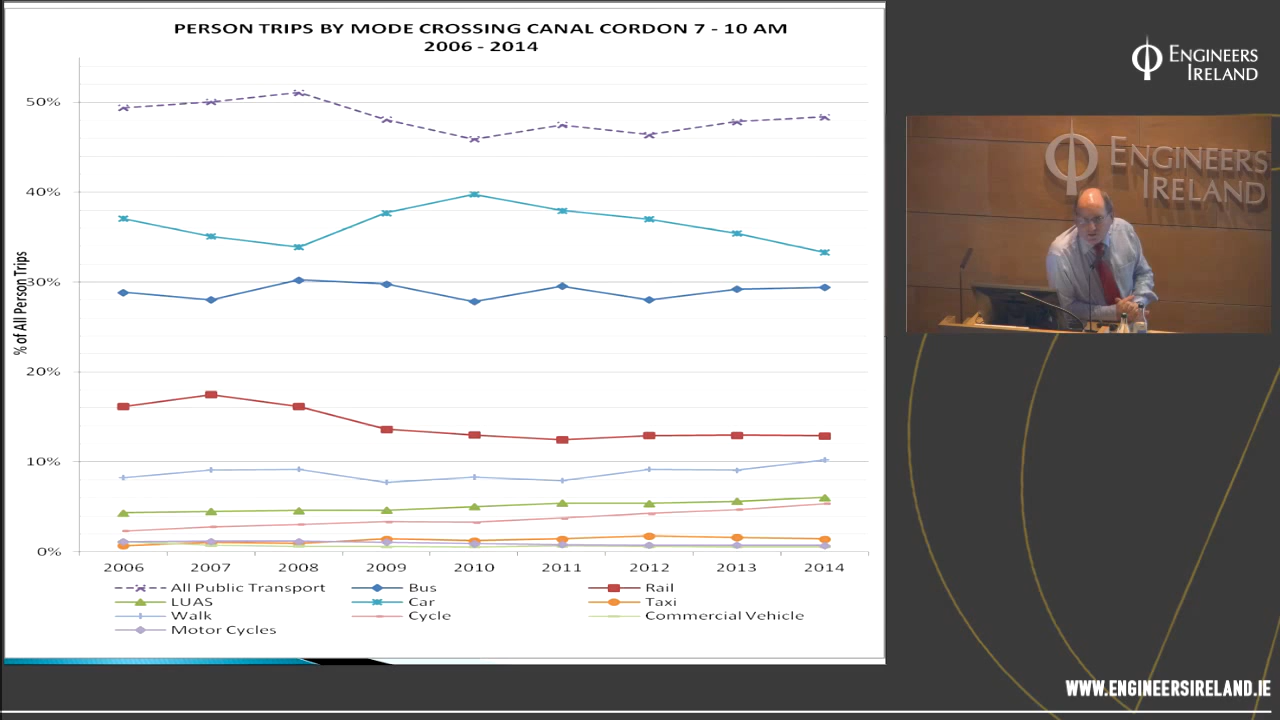 PERSON TRIPS BY MODE CROSSING CANAL CORDON 7 - 10 AM
2006 - 2014
% of All Person Trips
50%
40%
30%
20%
10%
0%
2006 2007 2008 2009 2010 2011 2012 2013 2014
All Public Transport Bus Rail
LUAS Car Taxi
Walk Cycle Commercial Vehicle
Motor Cycles
ENGINEERS
IRELAND
ENGINEERS
IRELAND
WWW.ENGINEERSIRELAND.IE